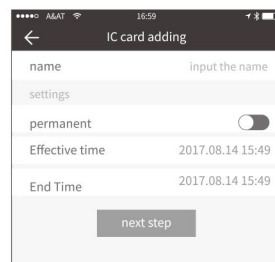 A&AT 16:59
IC card adding
name input the name
settings
permanent
Effective time 2017.08.14 15:49
End Time 2017.08.14 15:49
next step